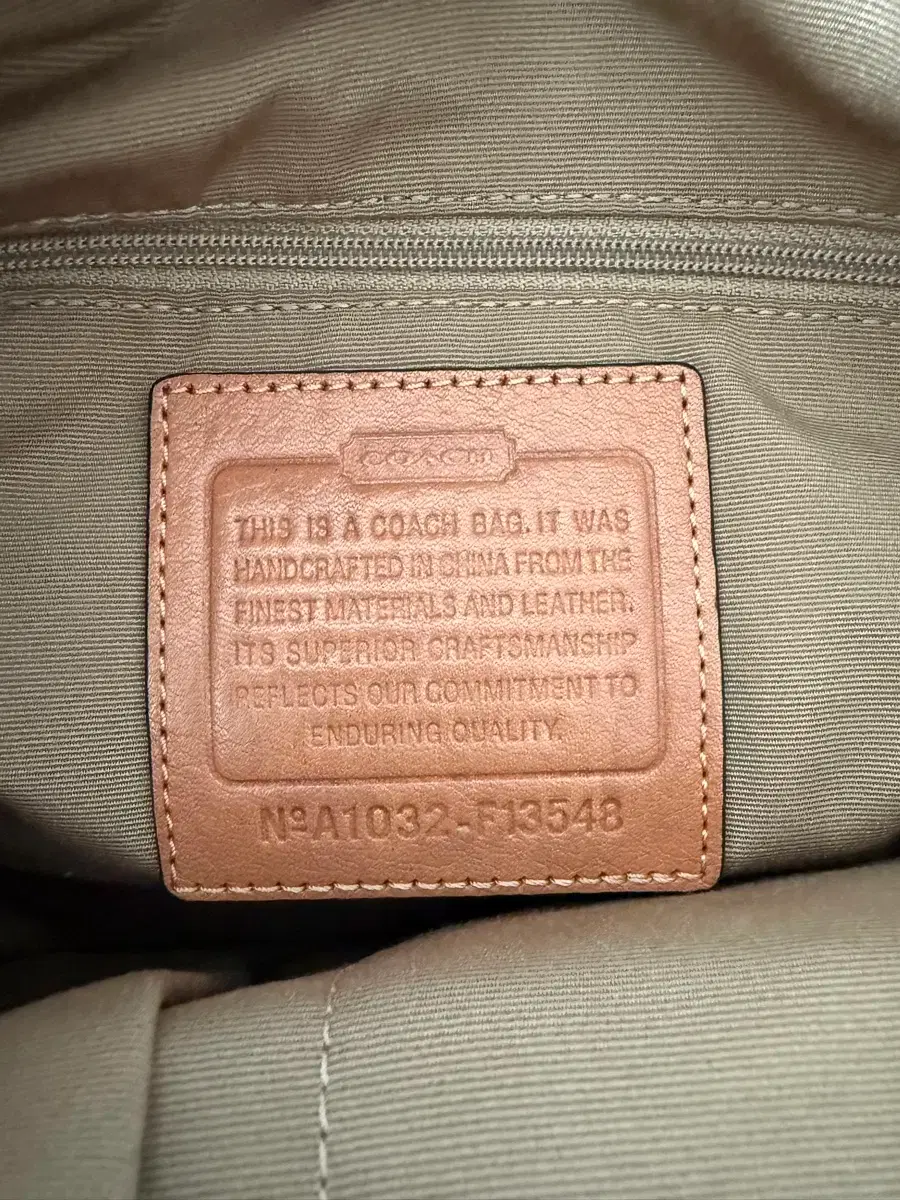 COACH
THIS IS A COACH BAG. IT WAS
HANDCRAFTED IN CHINA FROM THE
FINEST MATERIALS AND LEATHER.
ITS SUPERIOR CRAFTSMANSHIP
REFLECTS OUR COMMITMENT TO
ENDURING QUALITY.
NºA1032-F13548